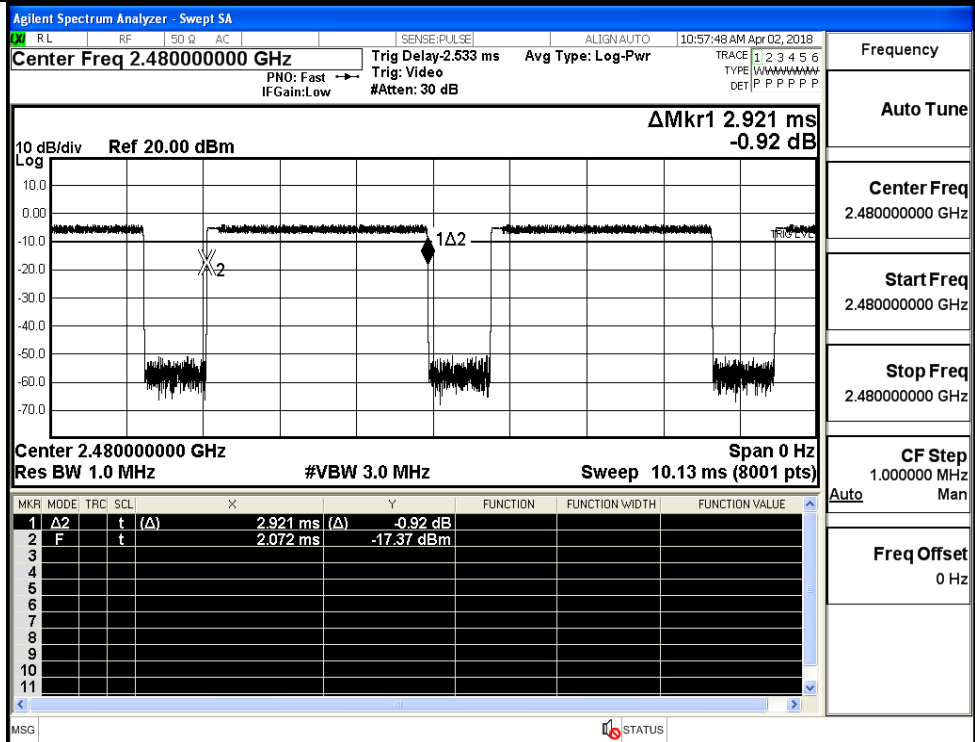 Agilent Spectrum Analyzer - Swept SA
LXI RL RF 50 Ω AC SENSE:PULSE ALIGN AUTO 10:57:48 AM Apr 02, 2018
Center Freq 2.480000000 GHz
PNO: Fast
IFGain:Low
Trig Delay-2.533 ms
Trig: Video
#Atten: 30 dB
Avg Type: Log-Pwr
TRACE 1 2 3 4 5 6
TYPE WWWWWW
DET P P P P P P
ΔMkr1 2.921 ms
-0.92 dB
10 dB/div Ref 20.00 dBm
Log
10.0
0.00
-10.0
-20.0
-30.0
-40.0
-50.0
-60.0
-70.0
1Δ2
2
TRIG LVL
Center 2.480000000 GHz Span 0 Hz
Res BW 1.0 MHz #VBW 3.0 MHz Sweep 10.13 ms (8001 pts)
MKR MODE TRC SCL X Y FUNCTION FUNCTION WIDTH FUNCTION VALUE
1 Δ2 t (Δ) 2.921 ms (Δ) -0.92 dB
2 F t 2.072 ms -17.37 dBm
3
4
5
6
7
8
9
10
11
MSG STATUS
Frequency
Auto Tune
Center Freq
2.480000000 GHz
Start Freq
2.480000000 GHz
Stop Freq
2.480000000 GHz
CF Step
1.000000 MHz
Auto Man
Freq Offset
0 Hz